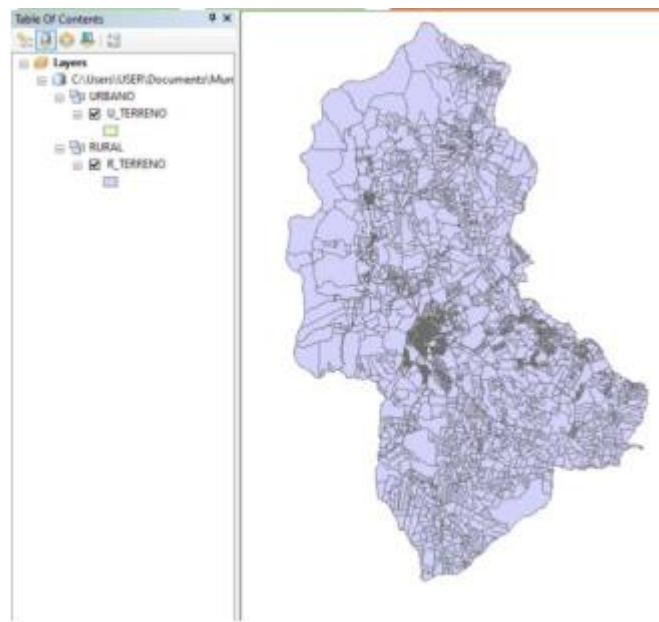 Table Of Contents
Layers
C:\Users\USER\Documents\Mun
URBANO
U_TERRENO
RURAL
R_TERRENO